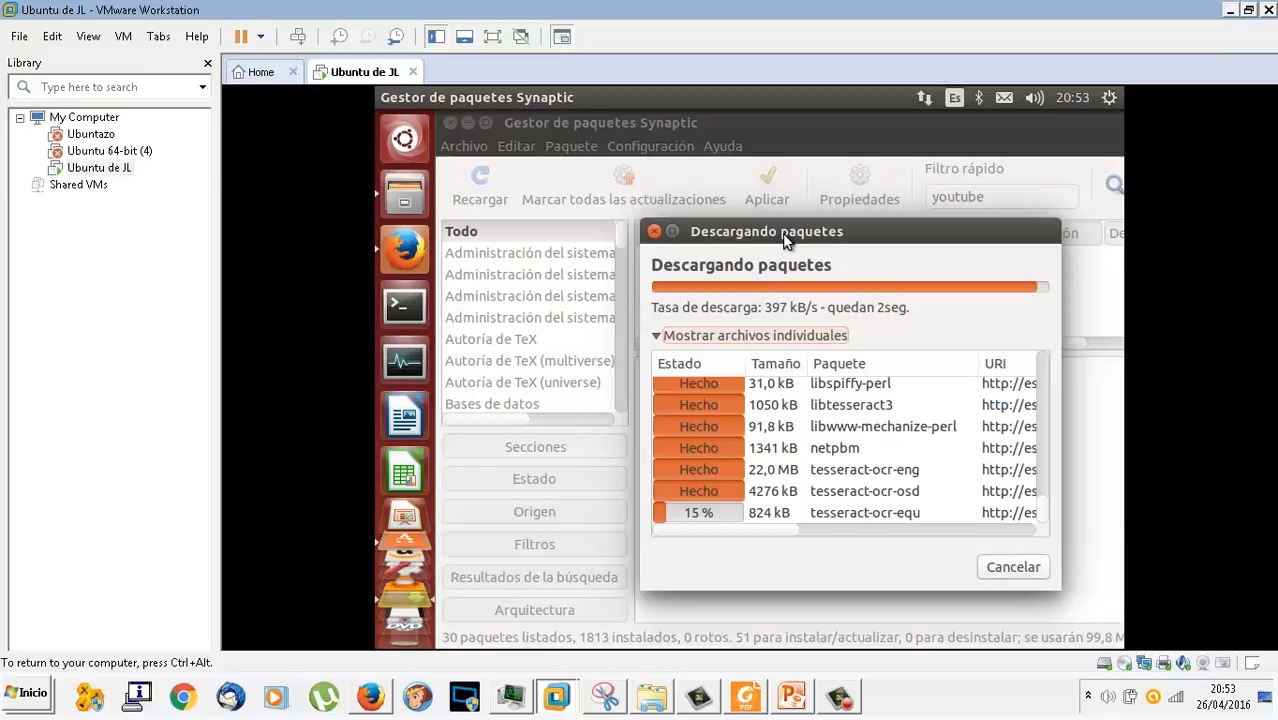 Ubuntu de JL - VMware Workstation
File Edit View VM Tabs Help
Library
Type here to search
My Computer
Ubuntazo
Ubuntu 64-bit (4)
Ubuntu de JL
Shared VMs
Home
Ubuntu de JL
Gestor de paquetes Synaptic
Es
20:53
Gestor de paquetes Synaptic
Archivo Editar Paquete Configuración Ayuda
Recargar Marcar todas las actualizaciones Aplicar Propiedades
Filtro rápido
youtube
Todo
Administración del sistema
Administración del sistema
Administración del sistema
Administración del sistema
Autoría de TeX
Autoría de TeX (multiverse)
Autoría de TeX (universe)
Bases de datos
Secciones
Estado
Origen
Filtros
Resultados de la búsqueda
Arquitectura
Descargando paquetes
Descargando paquetes
Tasa de descarga: 397 kB/s - quedan 2seg.
Mostrar archivos individuales
Estado Tamaño Paquete URI
Hecho 31,0 kB libspiffy-perl http://es
Hecho 1050 kB libtesseract3 http://es
Hecho 91,8 kB libwww-mechanize-perl http://es
Hecho 1341 kB netpbm http://es
Hecho 22,0 MB tesseract-ocr-eng http://es
Hecho 4276 kB tesseract-ocr-osd http://es
15 % 824 kB tesseract-ocr-equ http://es
Cancelar
30 paquetes listados, 1813 instalados, 0 rotos. 51 para instalar/actualizar, 0 para desinstalar; se usarán 99,8 M
To return to your computer, press Ctrl+Alt.
Inicio
20:53
26/04/2016